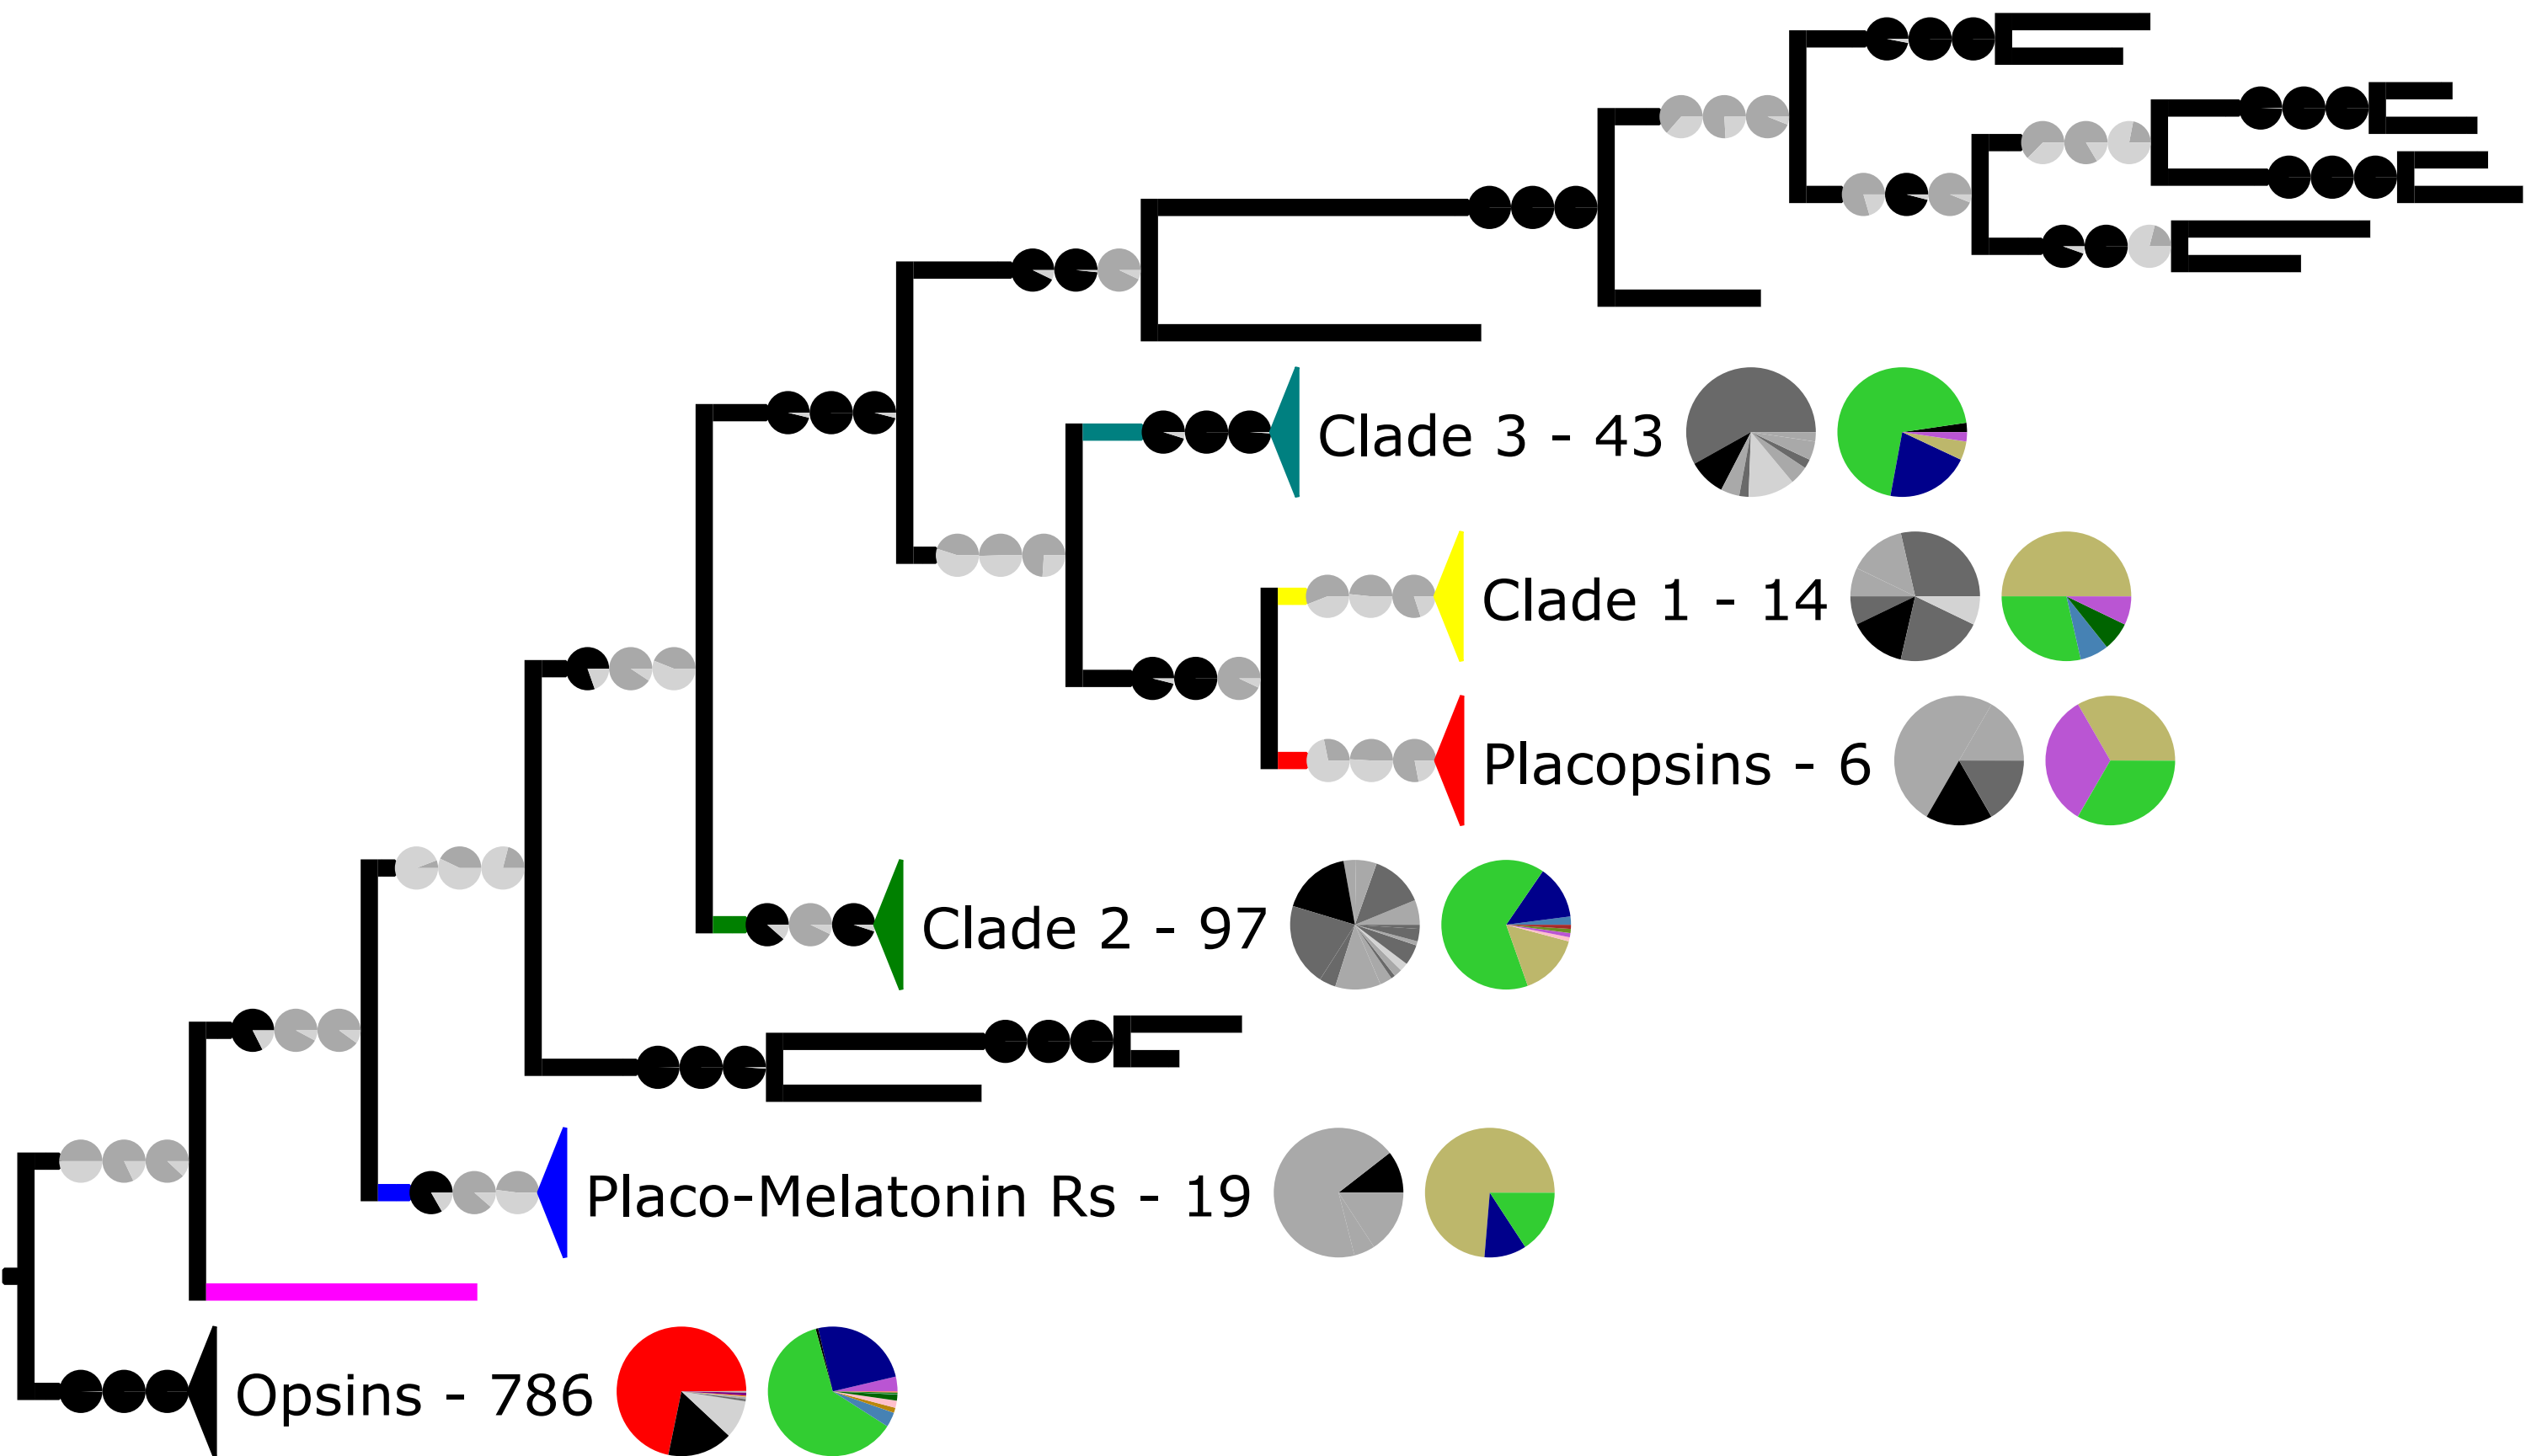 Clade 3 - 43
Clade 1 - 14
Placopsins - 6
Clade 2 - 97
Placo-Melatonin Rs - 19
Opsins - 786